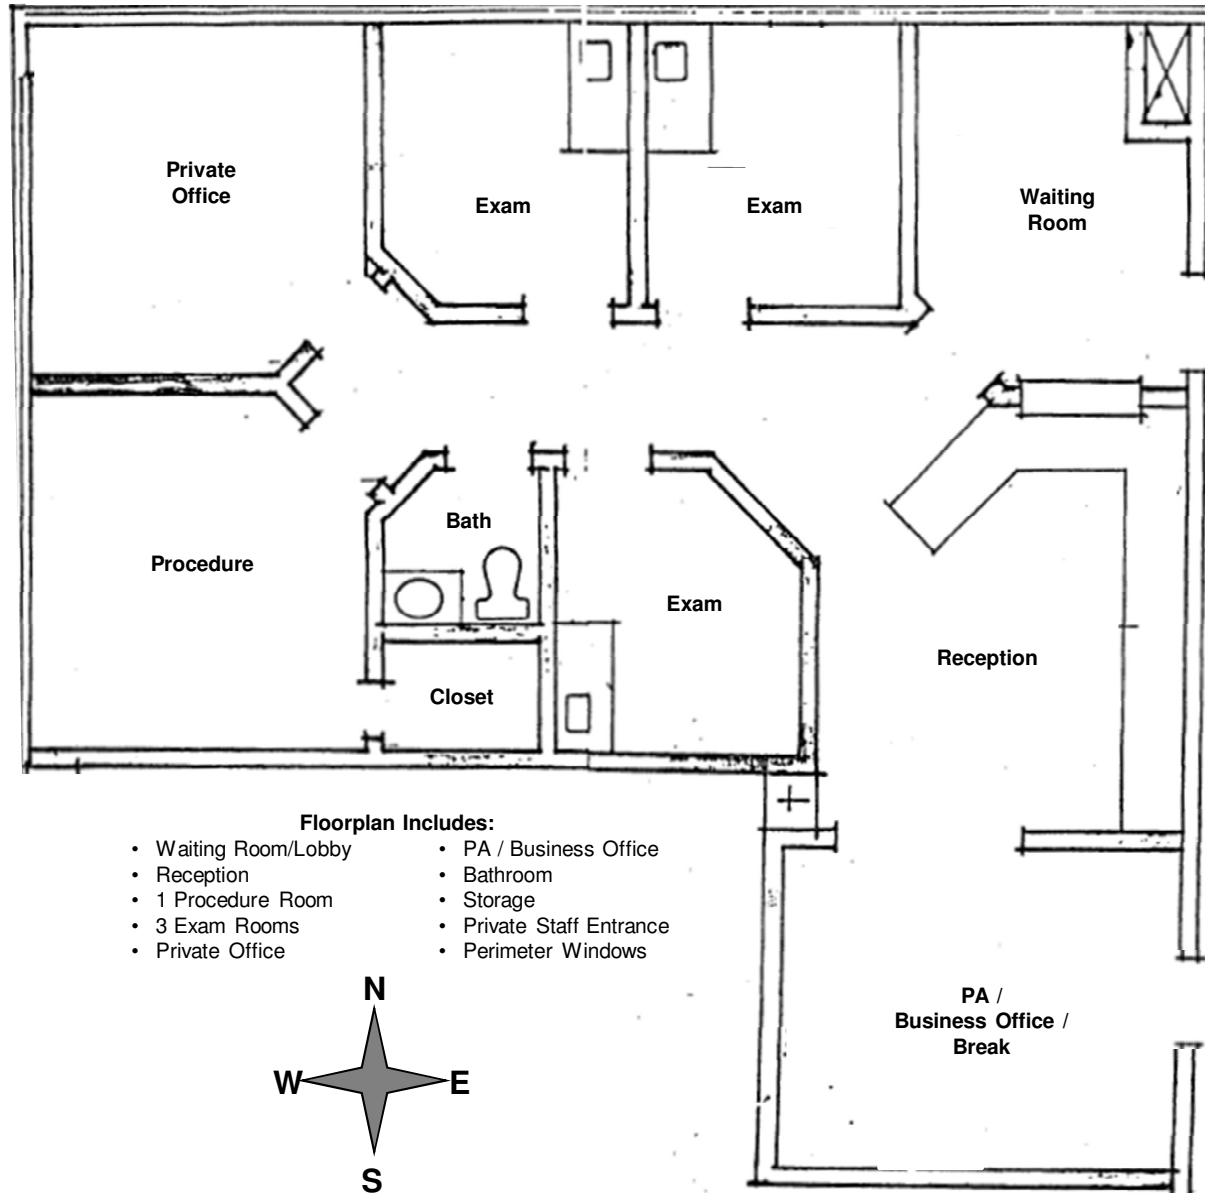 Private
Office
Exam
Exam
Waiting
Room
Bath
Procedure
Exam
Reception
Closet
Floorplan Includes:
• Waiting Room/Lobby
• Reception
• 1 Procedure Room
• 3 Exam Rooms
• Private Office
• PA / Business Office
• Bathroom
• Storage
• Private Staff Entrance
• Perimeter Windows
PA /
Business Office /
Break
N
W
E
S